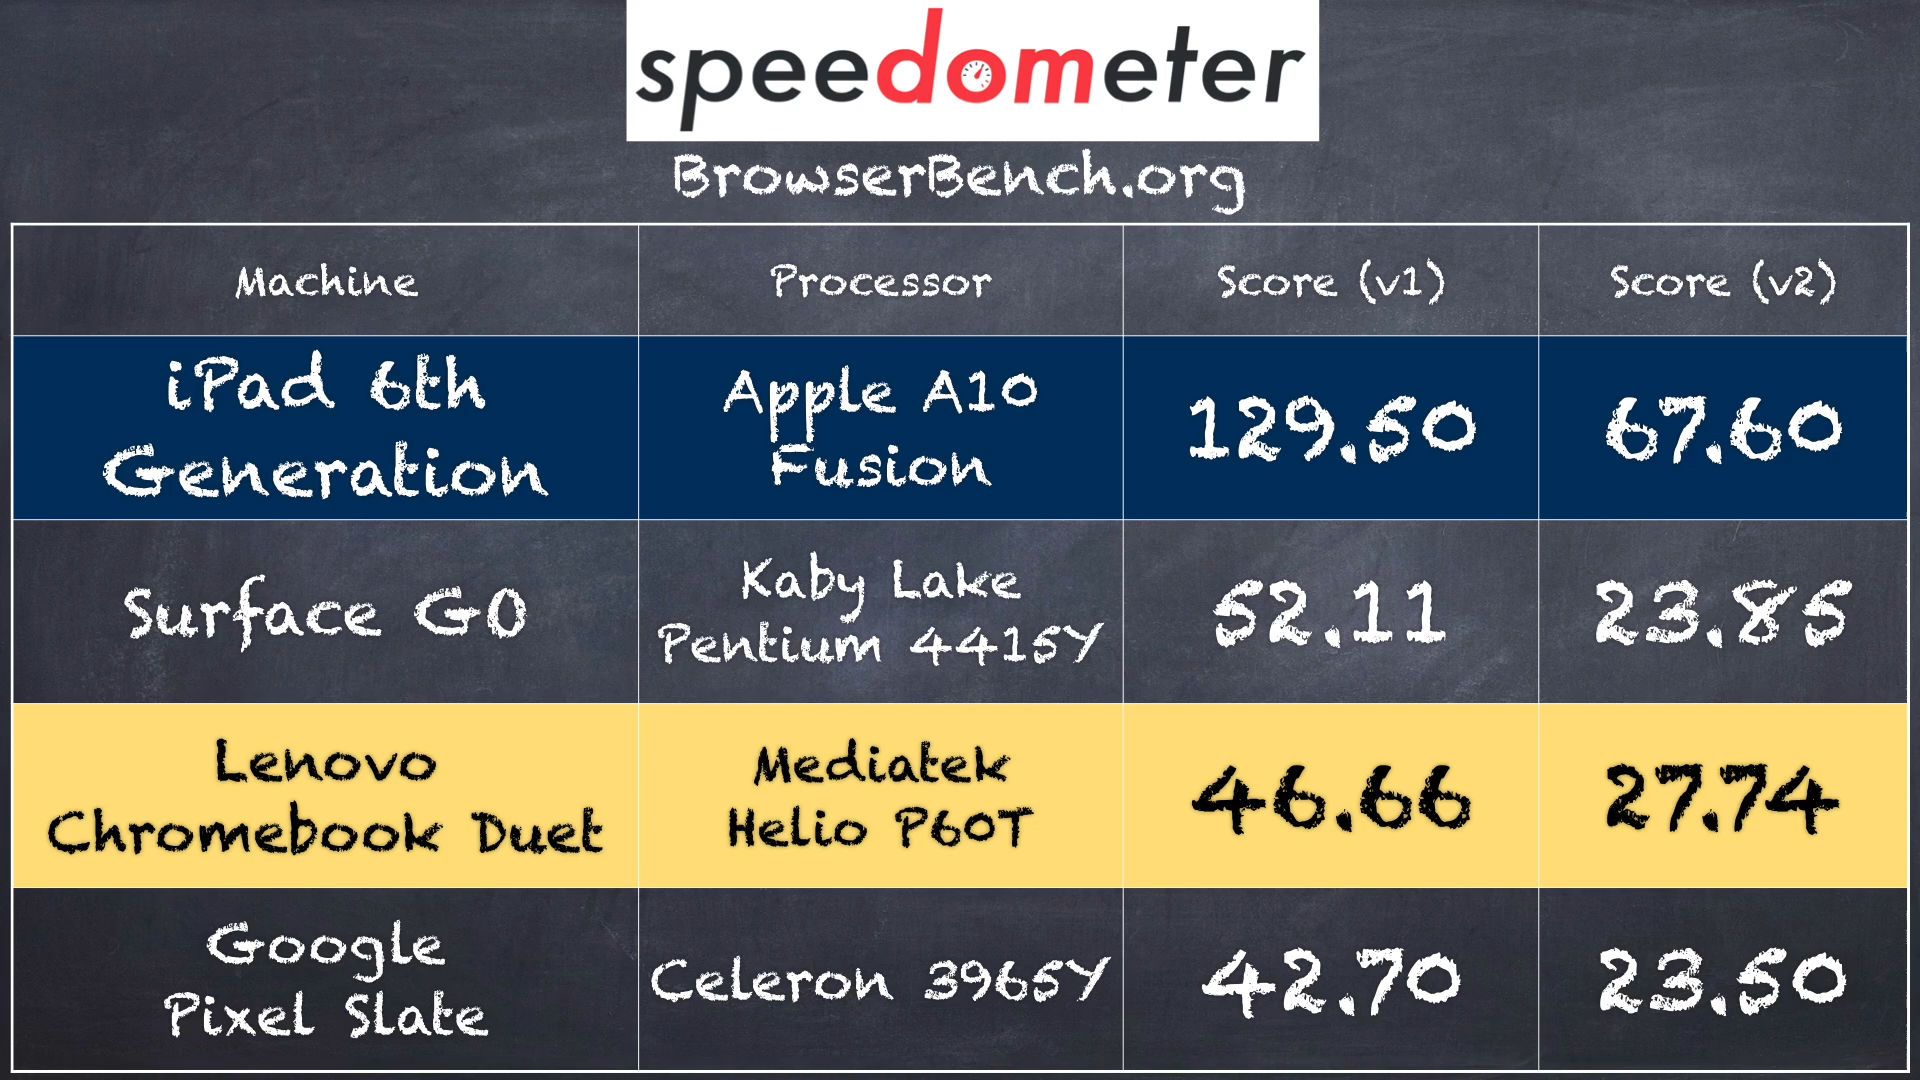 speedometer
BrowserBench.org
Machine
Processor
Score (v1)
Score (v2)
iPad 6th
Generation
Apple A10
Fusion
129.50
67.60
Surface GO
Kaby Lake
Pentium 4415Y
52.11
23.85
Lenovo
Chromebook Duet
Mediatek
Helio P60T
46.66
27.74
Google
Pixel Slate
Celeron 3965Y
42.70
23.50